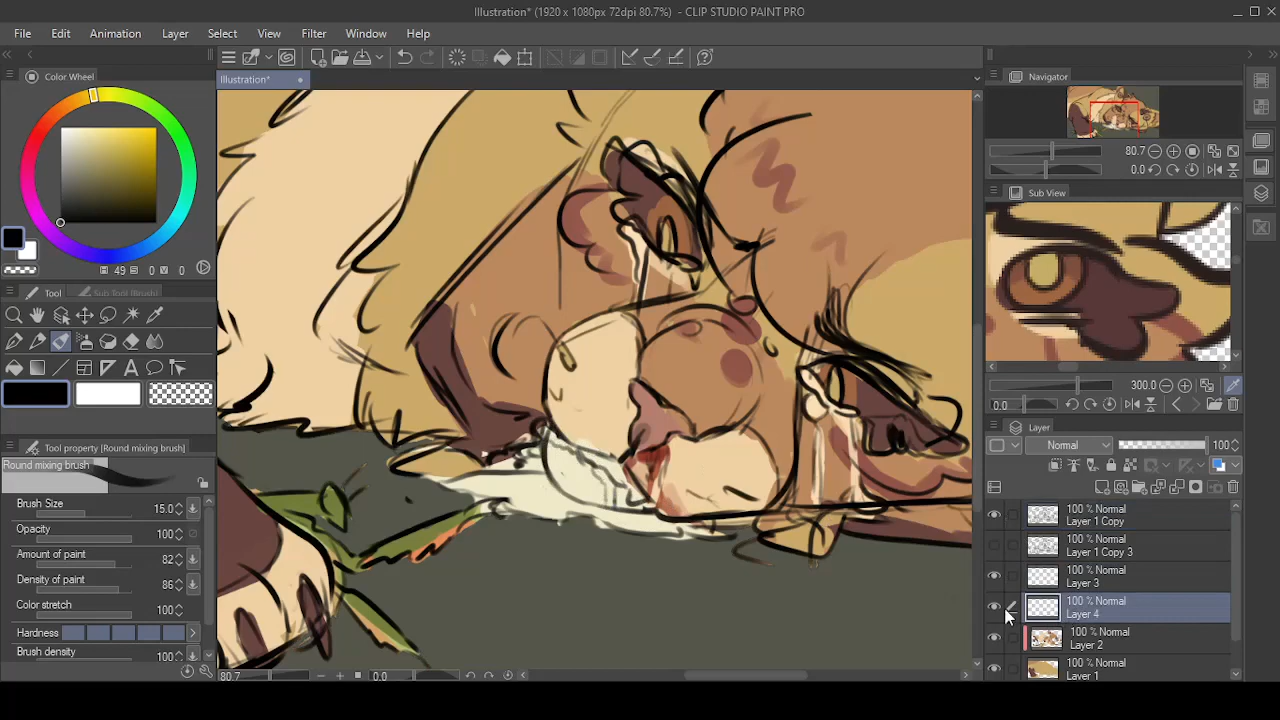 Illustration* (1920 x 1080px 72dpi 80.7%) - CLIP STUDIO PAINT PRO
File Edit Animation Layer Select View Filter Window Help
Color Wheel
Illustration*
Navigator
80.7
0.0
49 0 0
Sub View
Tool
Sub Tool (Brush)
300.0
0.0
Tool property [Round mixing brush]
Round mixing brush
Brush Size 15.0
Opacity 100
Amount of paint 82
Density of paint 86
Color stretch 100
Hardness
Brush density 100
Layer
Normal 100
100 % Normal
Layer 1 Copy
100 % Normal
Layer 1 Copy 3
100 % Normal
Layer 3
100 % Normal
Layer 4
100 % Normal
Layer 2
100 % Normal
Layer 1
80.7 0.0